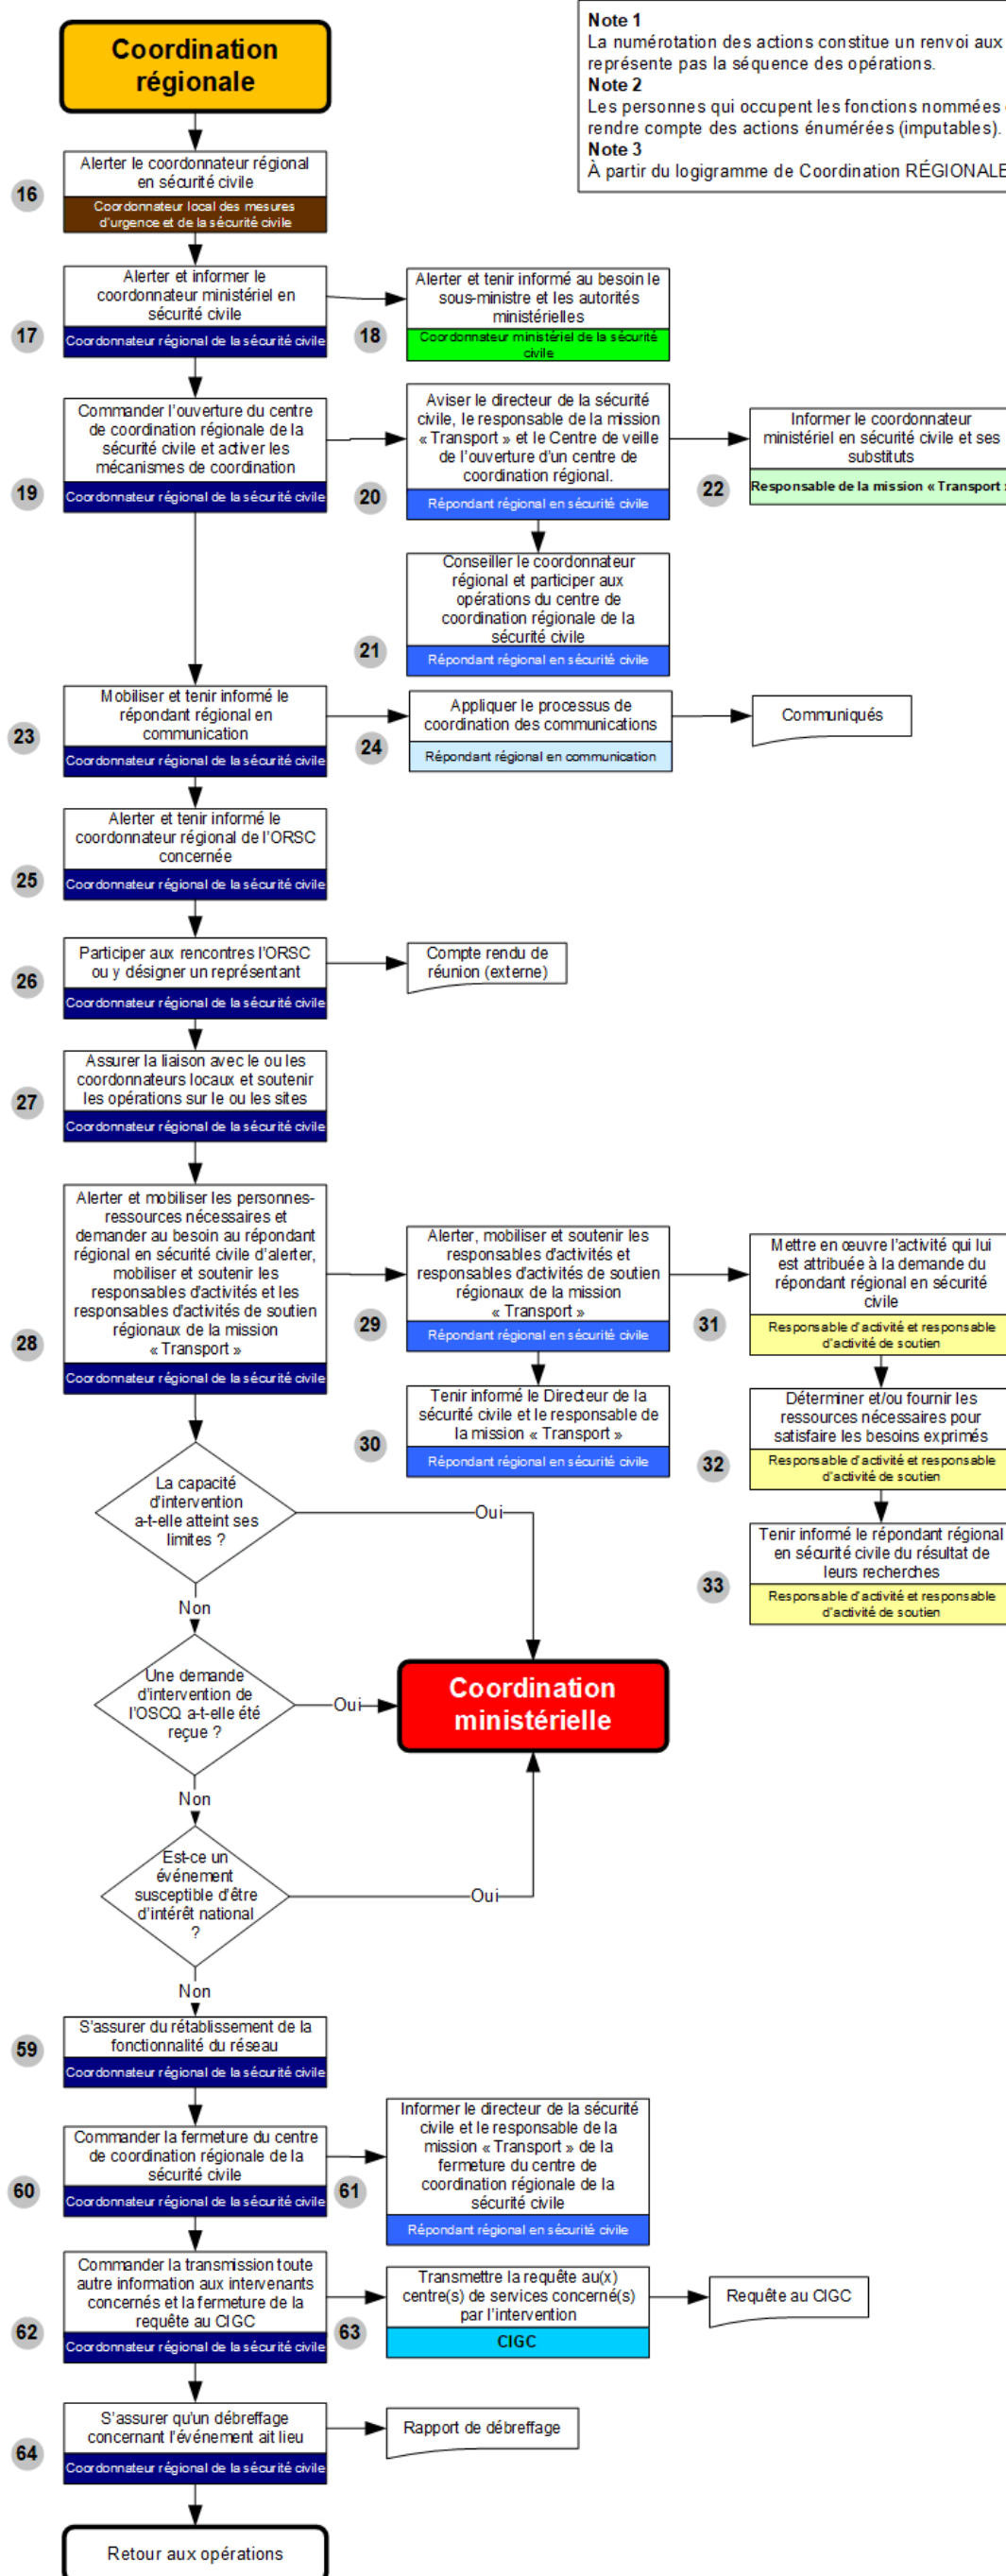 Coordination
régionale
Note 1
La numérotation des actions constitue un renvoi aux
représente pas la séquence des opérations.
Note 2
Les personnes qui occupent les fonctions nommées
rendre compte des actions énumérées (imputables).
Note 3
À partir du logigramme de Coordination RÉGIONALE
16
Alerter le coordonnateur régional
en sécurité civile
Coordonnateur local des mesures
d'urgence et de la sécurité civile
17
Alerter et informer le
coordonnateur ministériel en
sécurité civile
Coordonnateur régional de la sécurité civile
18
Alerter et tenir informé au besoin le
sous-ministre et les autorités
ministérielles
Coordonnateur ministériel de la sécurité
civile
19
Commander l'ouverture du centre
de coordination régionale de la
sécurité civile et activer les
mécanismes de coordination
Coordonnateur régional de la sécurité civile
20
Aviser le directeur de la sécurité
civile, le responsable de la mission
« Transport » et le Centre de veille
de l'ouverture d'un centre de
coordination régional.
Répondant régional en sécurité civile
22
Informer le coordonnateur
ministériel en sécurité civile et ses
substituts
Responsable de la mission « Transport »
21
Conseiller le coordonnateur
régional et participer aux
opérations du centre de
coordination régionale de la
sécurité civile
Répondant régional en sécurité civile
23
Mobiliser et tenir informé le
répondant régional en
communication
Coordonnateur régional de la sécurité civile
24
Appliquer le processus de
coordination des communications
Répondant régional en communication
Communiqués
25
Alerter et tenir informé le
coordonnateur régional de l'ORSC
concernée
Coordonnateur régional de la sécurité civile
26
Participer aux rencontres l'ORSC
ou y désigner un représentant
Coordonnateur régional de la sécurité civile
Compte rendu de
réunion (externe)
27
Assurer la liaison avec le ou les
coordonnateurs locaux et soutenir
les opérations sur le ou les sites
Coordonnateur régional de la sécurité civile
28
Alerter et mobiliser les personnes-
ressources nécessaires et
demander au besoin au répondant
régional en sécurité civile d'alerter,
mobiliser et soutenir les
responsables d'activités et les
responsables d'activités de soutien
régionaux de la mission
« Transport »
Coordonnateur régional de la sécurité civile
29
Alerter, mobiliser et soutenir les
responsables d'activités et
responsables d'activités de soutien
régionaux de la mission
« Transport »
Répondant régional en sécurité civile
31
Mettre en œuvre l'activité qui lui
est attribuée à la demande du
répondant régional en sécurité
civile
Responsable d'activité et responsable
d'activité de soutien
30
Tenir informé le Directeur de la
sécurité civile et le responsable de
la mission « Transport »
Répondant régional en sécurité civile
32
Déterminer et/ou fournir les
ressources nécessaires pour
satisfaire les besoins exprimés
Responsable d'activité et responsable
d'activité de soutien
33
Tenir informé le répondant régional
en sécurité civile du résultat de
leurs recherches
Responsable d'activité et responsable
d'activité de soutien
La capacité
d'intervention
a-t-elle atteint ses
limites ?
Oui
Non
Une demande
d'intervention de
l'OSCQ a-t-elle été
reçue ?
Oui
Coordination
ministérielle
Non
Est-ce un
événement
susceptible d'être
d'intérêt national
?
Oui
Non
59
S'assurer du rétablissement de la
fonctionnalité du réseau
Coordonnateur régional de la sécurité civile
60
Commander la fermeture du centre
de coordination régionale de la
sécurité civile
Coordonnateur régional de la sécurité civile
61
Informer le directeur de la sécurité
civile et le responsable de la
mission « Transport » de la
fermeture du centre de
coordination régionale de la
sécurité civile
Répondant régional en sécurité civile
62
Commander la transmission toute
autre information aux intervenants
concernés et la fermeture de la
requête au CIGC
Coordonnateur régional de la sécurité civile
63
Transmettre la requête au(x)
centre(s) de services concerné(s)
par l'intervention
CIGC
Requête au CIGC
64
S'assurer qu'un débreffage
concernant l'événement ait lieu
Coordonnateur régional de la sécurité civile
Rapport de débreffage
Retour aux opérations